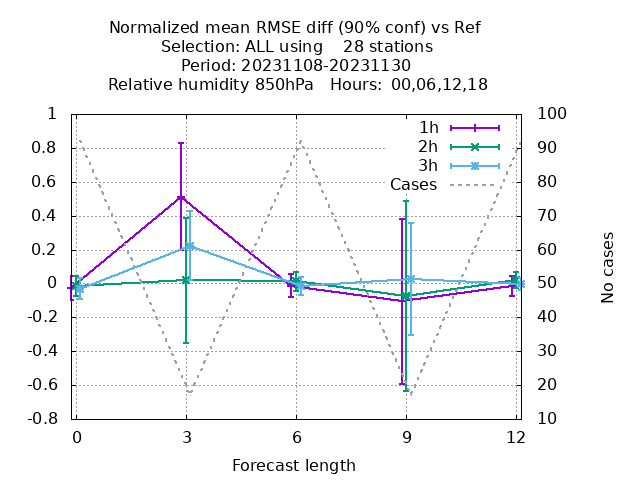 Normalized mean RMSE diff (90% conf) vs Ref
Selection: ALL using    28 stations
Period: 20231108-20231130
Relative humidity 850hPa   Hours:  00,06,12,18
1 100
1h
0.8 2h 90
3h
0.6 Cases 80
0.4 70
0.2 60
0 50
-0.2 40
-0.4 30
-0.6 20
-0.8 10
No cases
0 3 6 9 12
Forecast length